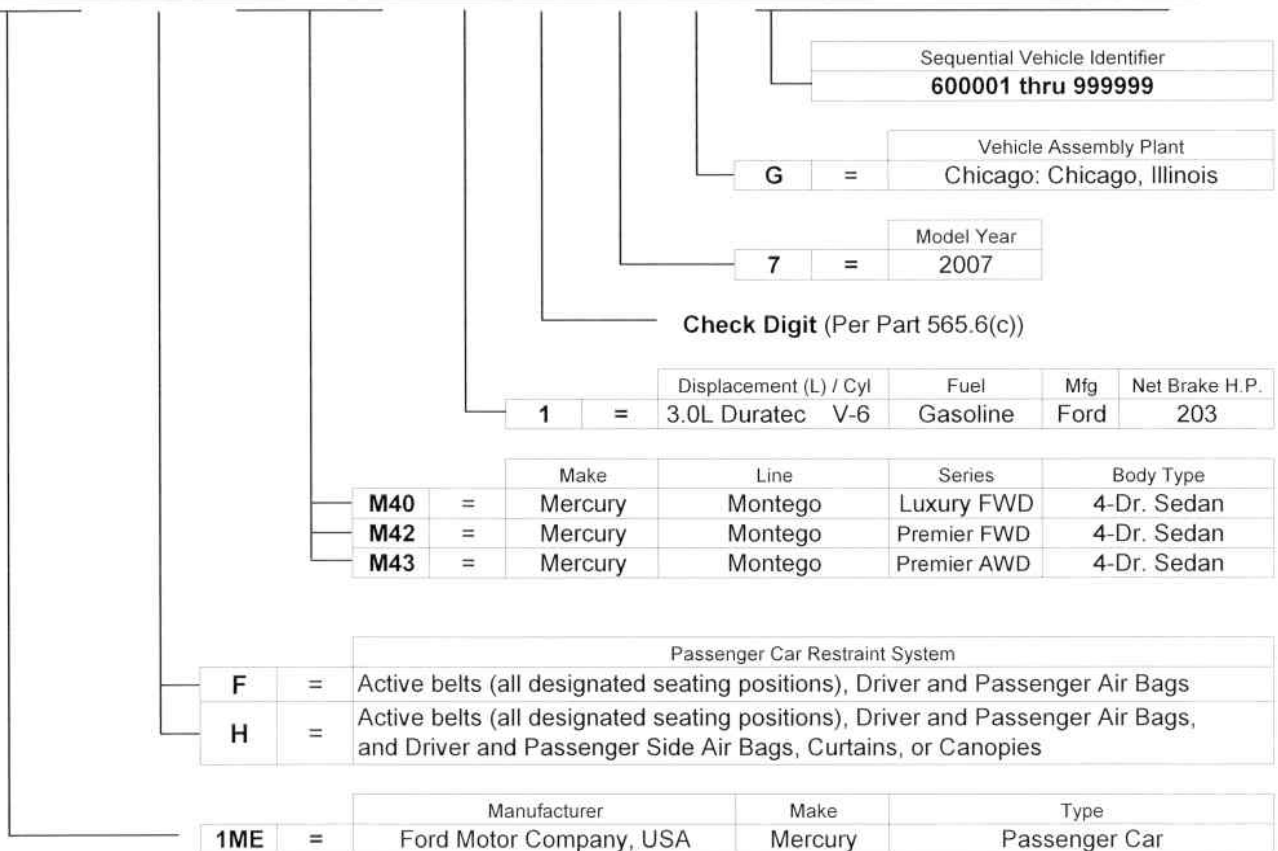 Sequential Vehicle Identifier
600001 thru 999999
Vehicle Assembly Plant
G = Chicago: Chicago, Illinois
Model Year
7 = 2007
Check Digit (Per Part 565.6(c))
Displacement (L) / Cyl Fuel Mfg Net Brake H.P.
1 = 3.0L Duratec V-6 Gasoline Ford 203
Make Line Series Body Type
M40 = Mercury Montego Luxury FWD 4-Dr. Sedan
M42 = Mercury Montego Premier FWD 4-Dr. Sedan
M43 = Mercury Montego Premier AWD 4-Dr. Sedan
Passenger Car Restraint System
F = Active belts (all designated seating positions), Driver and Passenger Air Bags
H = Active belts (all designated seating positions), Driver and Passenger Air Bags,
and Driver and Passenger Side Air Bags, Curtains, or Canopies
Manufacturer Make Type
1ME = Ford Motor Company, USA Mercury Passenger Car